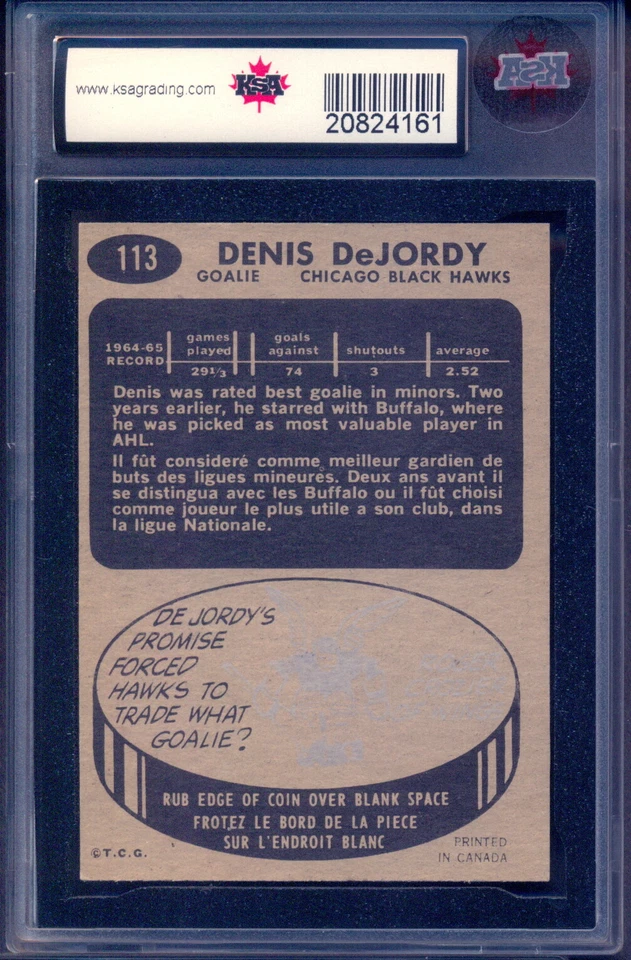 www.ksagrading.com
KSA
20824161
KSA
113
DENIS DeJORDY
GOALIE CHICAGO BLACK HAWKS
1964-65 RECORD games played goals against shutouts average
29⅓ 74 3 2.52
Denis was rated best goalie in minors. Two
years earlier, he starred with Buffalo, where
he was picked as most valuable player in
AHL.
Il fût consideré comme meilleur gardien de
buts des ligues mineures. Deux ans avant il
se distingua avec les Buffalo ou il fût choisi
comme joueur le plus utile a son club, dans
la ligue Nationale.
DE JORDY'S
PROMISE
FORCED
HAWKS TO
TRADE WHAT
GOALIE?
RUB EDGE OF COIN OVER BLANK SPACE
FROTEZ LE BORD DE LA PIECE
SUR L'ENDROIT BLANC
©T.C.G.
PRINTED
IN CANADA